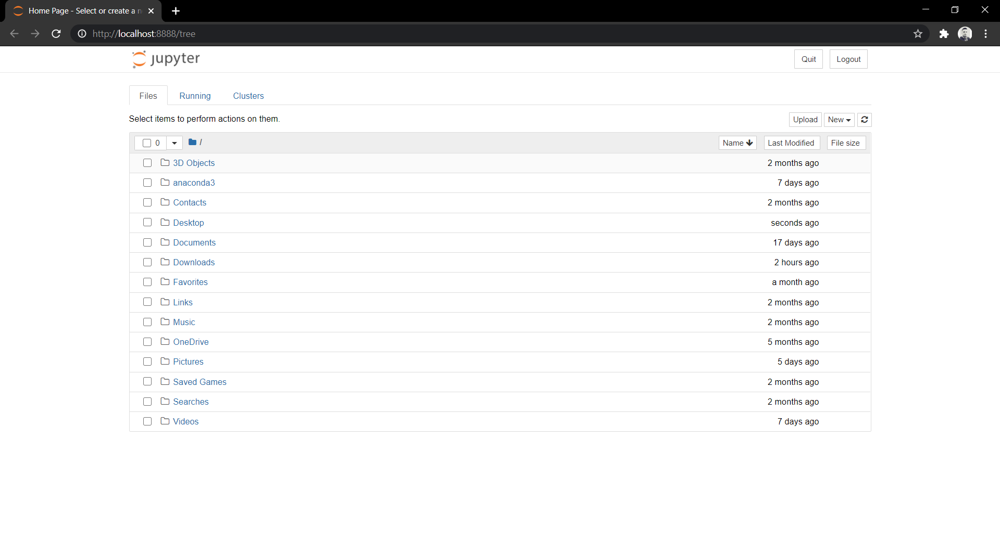 Home Page - Select or create a n
http://localhost:8888/tree
jupyter
Quit
Logout
Files
Running
Clusters
Select items to perform actions on them.
Upload
New
0
/
Name
Last Modified
File size
3D Objects
2 months ago
anaconda3
7 days ago
Contacts
2 months ago
Desktop
seconds ago
Documents
17 days ago
Downloads
2 hours ago
Favorites
a month ago
Links
2 months ago
Music
2 months ago
OneDrive
5 months ago
Pictures
5 days ago
Saved Games
2 months ago
Searches
2 months ago
Videos
7 days ago